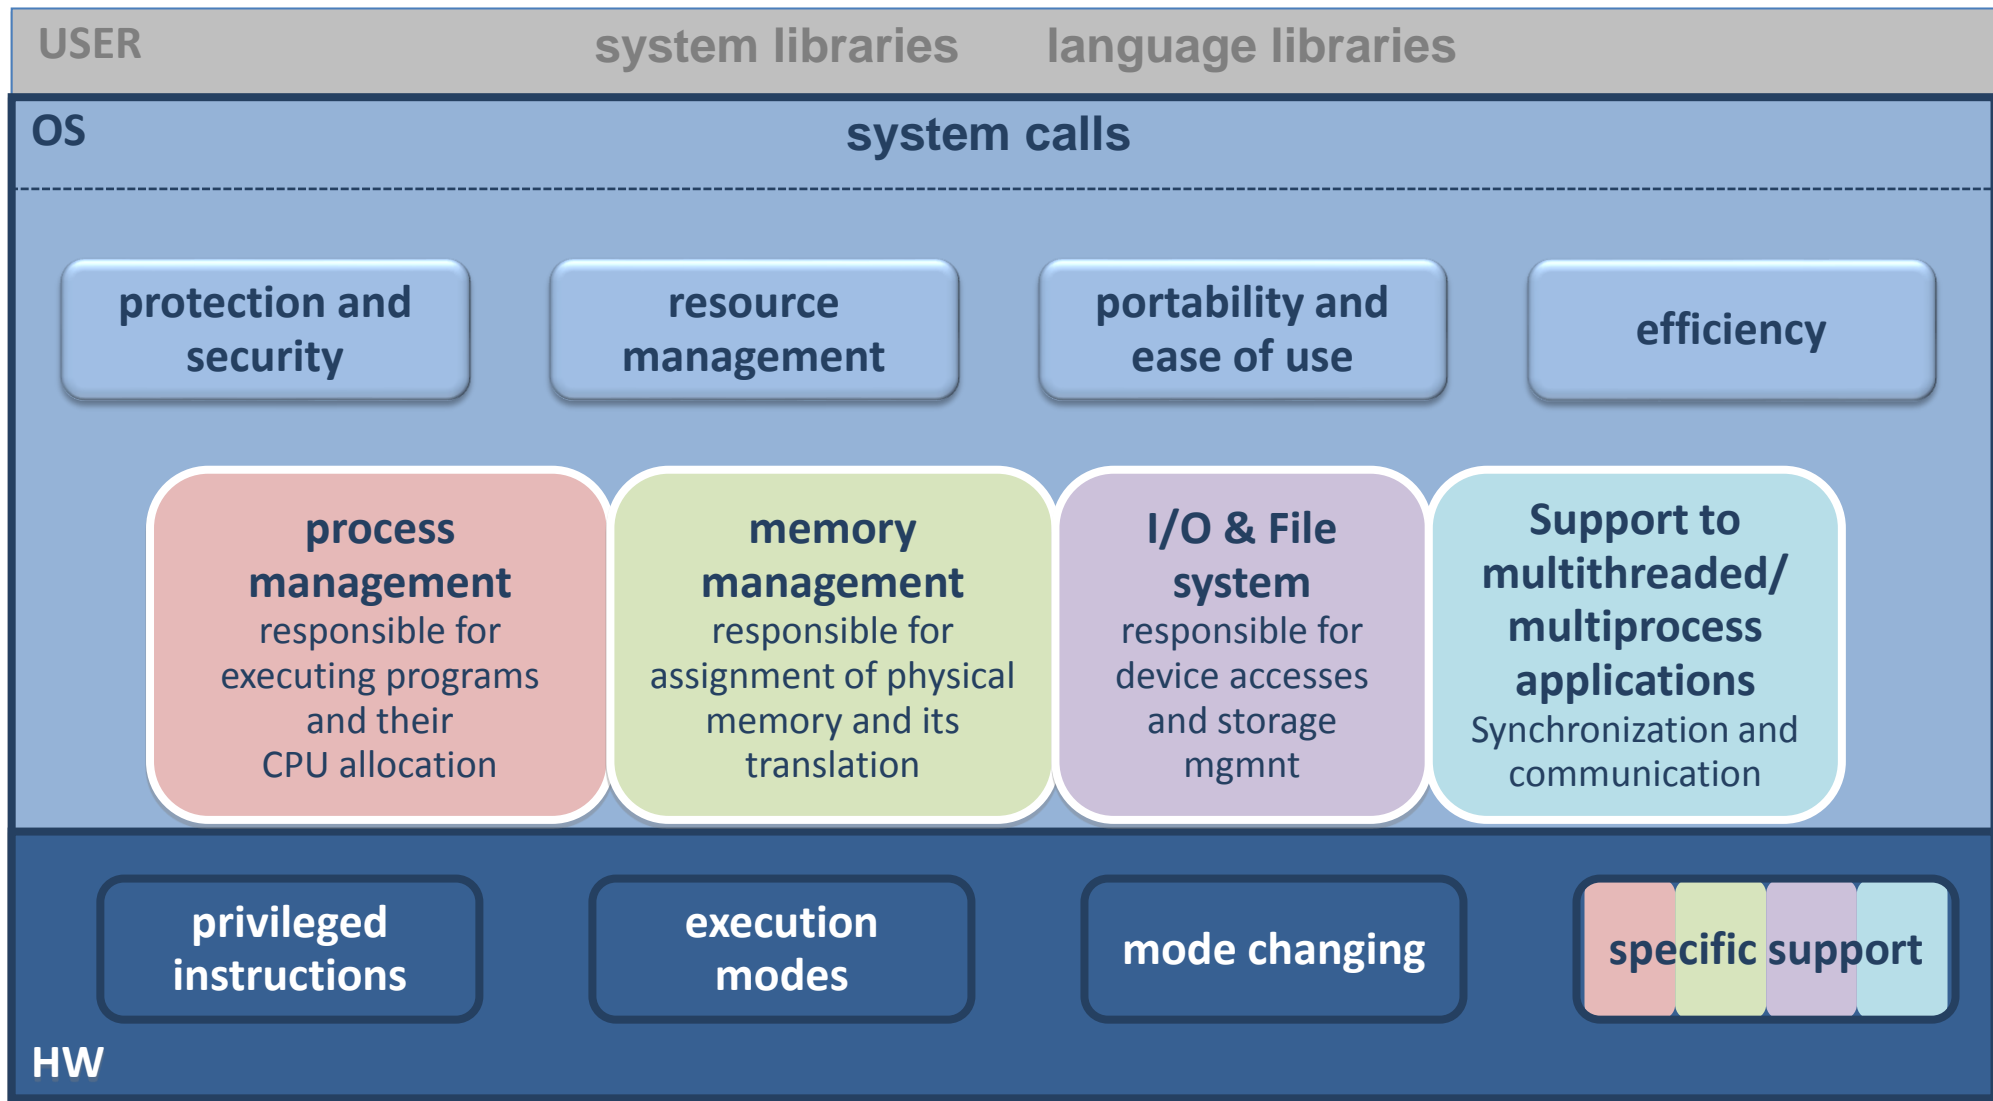 USER system libraries language libraries
OS system calls
protection and
security
resource
management
portability and
ease of use
efficiency
process
management
responsible for
executing programs
and their
CPU allocation
memory
management
responsible for
assignment of physical
memory and its
translation
I/O & File
system
responsible for
device accesses
and storage
mgmnt
Support to
multithreaded/
multiprocess
applications
Synchronization and
communication
privileged
instructions
execution
modes
mode changing
specific support
HW